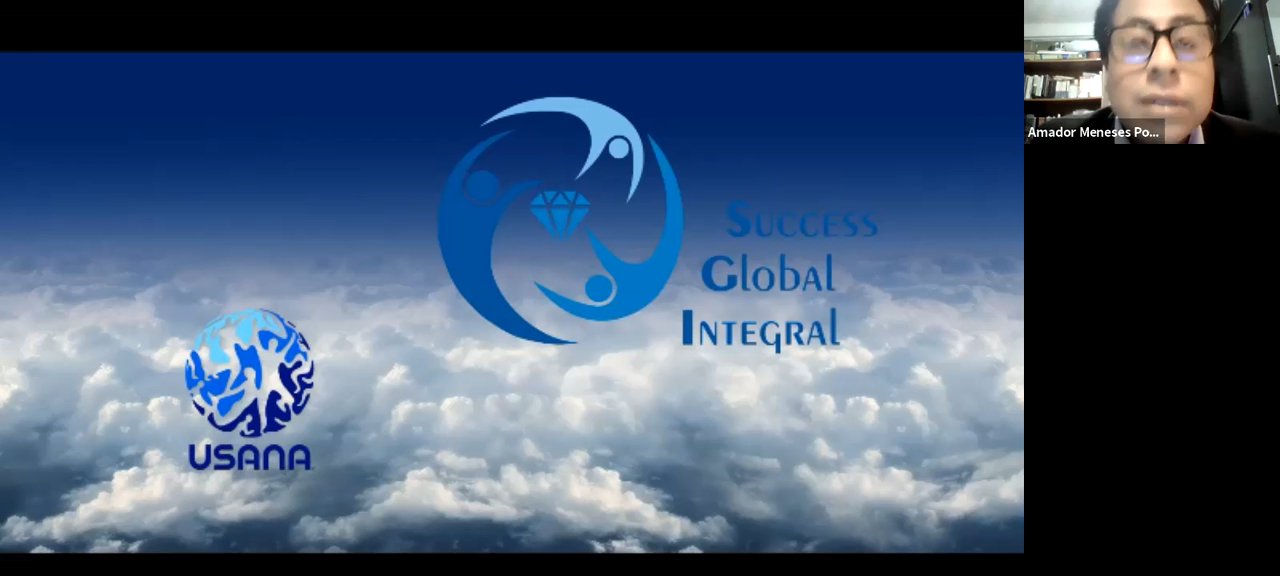 Amador Meneses Po...
Success
Global
Integral
USANA